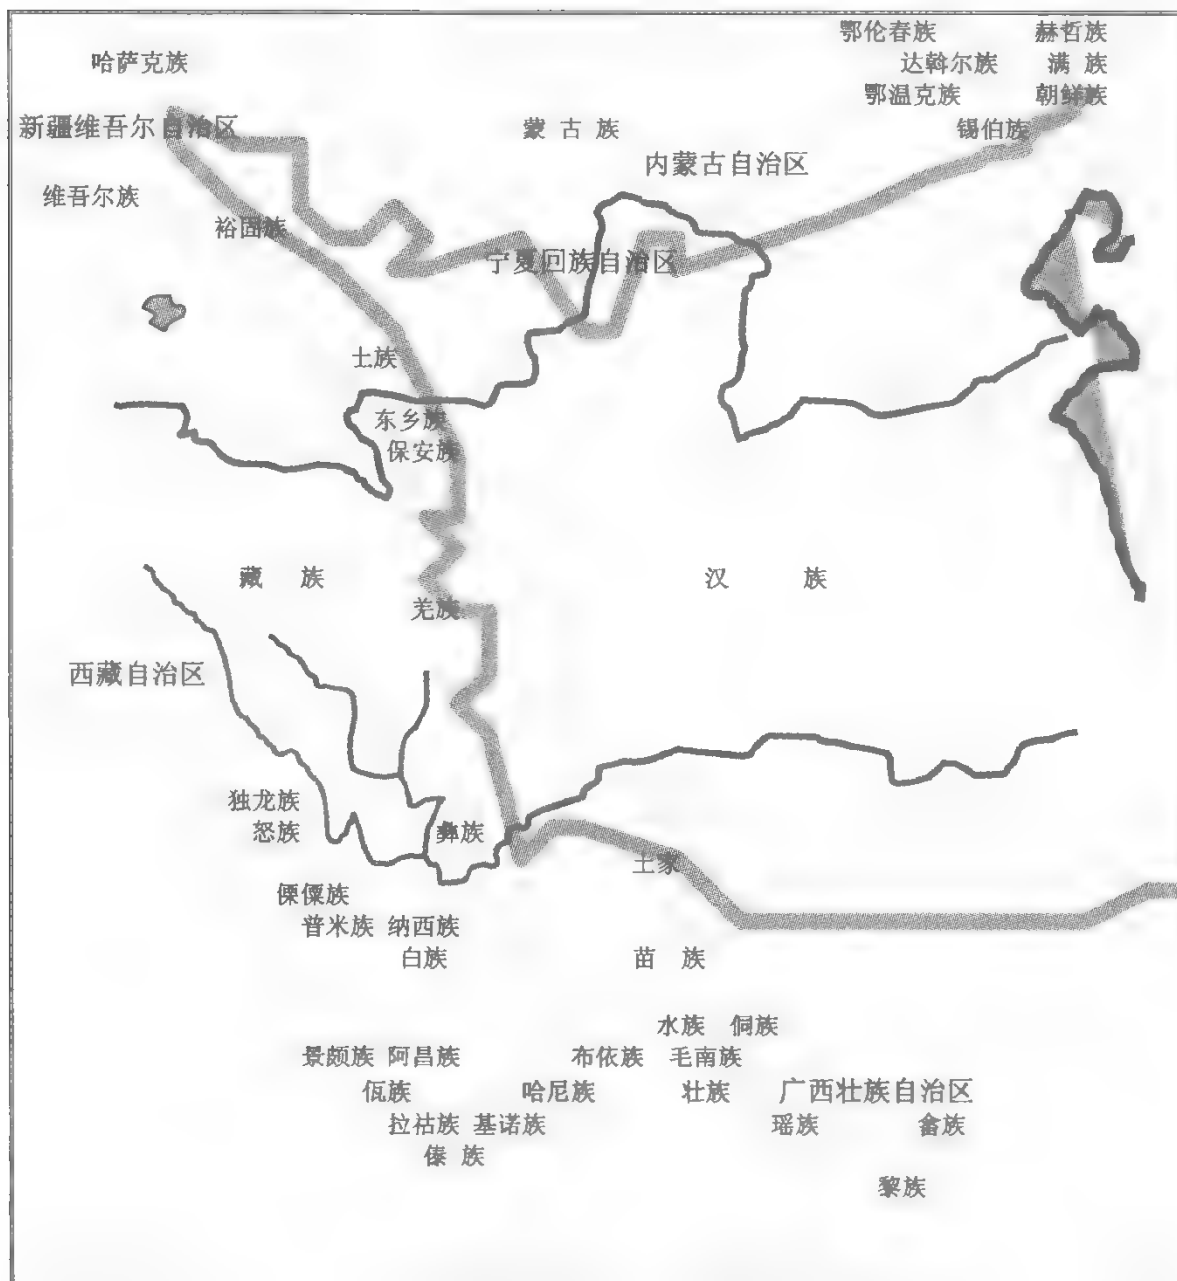 鄂伦春族 赫哲族
哈萨克族 达斡尔族 满 族
鄂温克族 朝鲜族
新疆维吾尔自治区 蒙 古 族 锡伯族
内蒙古自治区
维吾尔族
裕固族
宁夏回族自治区
土族
东乡族
保安族
藏 族 汉 族
羌族
西藏自治区
独龙族
怒族 彝族
土家
傈僳族
普米族 纳西族
白族 苗 族
水族 侗族
景颇族 阿昌族 布依族 毛南族
佤族 哈尼族 壮族 广西壮族自治区
拉祜族 基诺族 瑶族 畲族
傣 族
黎族